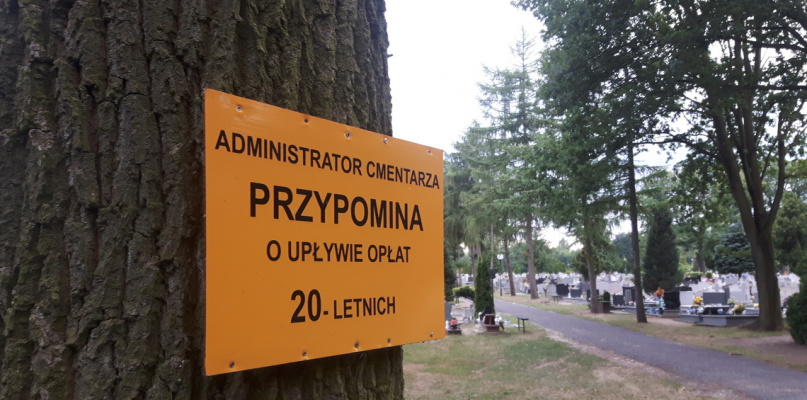 ADMINISTRATOR CMENTARZA
PRZYPOMINA
O UPŁYWIE OPŁAT
20- LETNICH